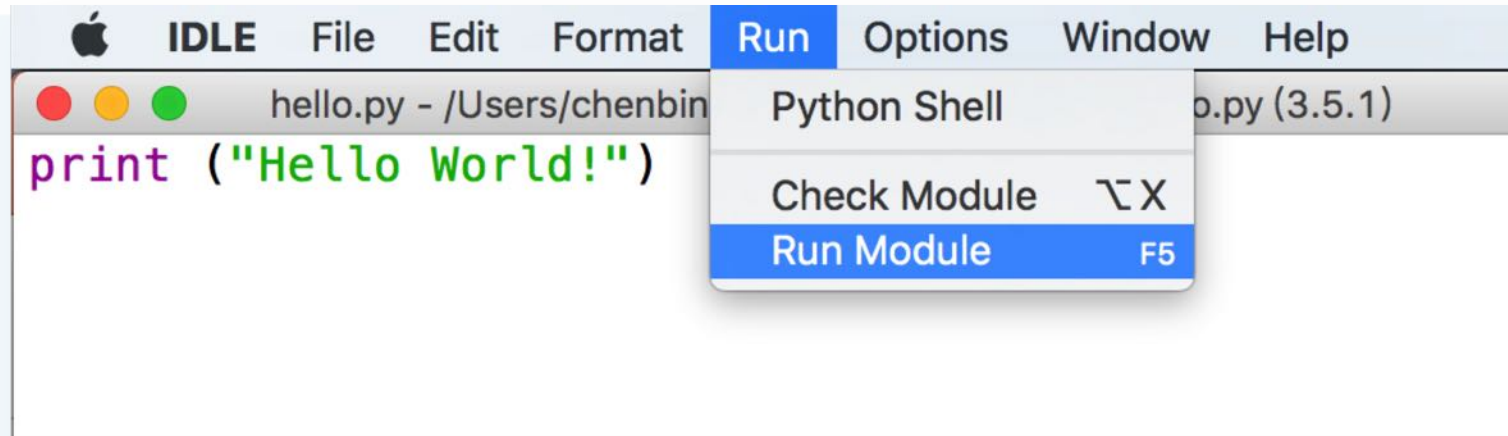 IDLE File Edit Format Run Options Window Help
hello.py - /Users/chenbin o.py (3.5.1)
print ("Hello World!")
Python Shell
Check Module ⌥X
Run Module F5